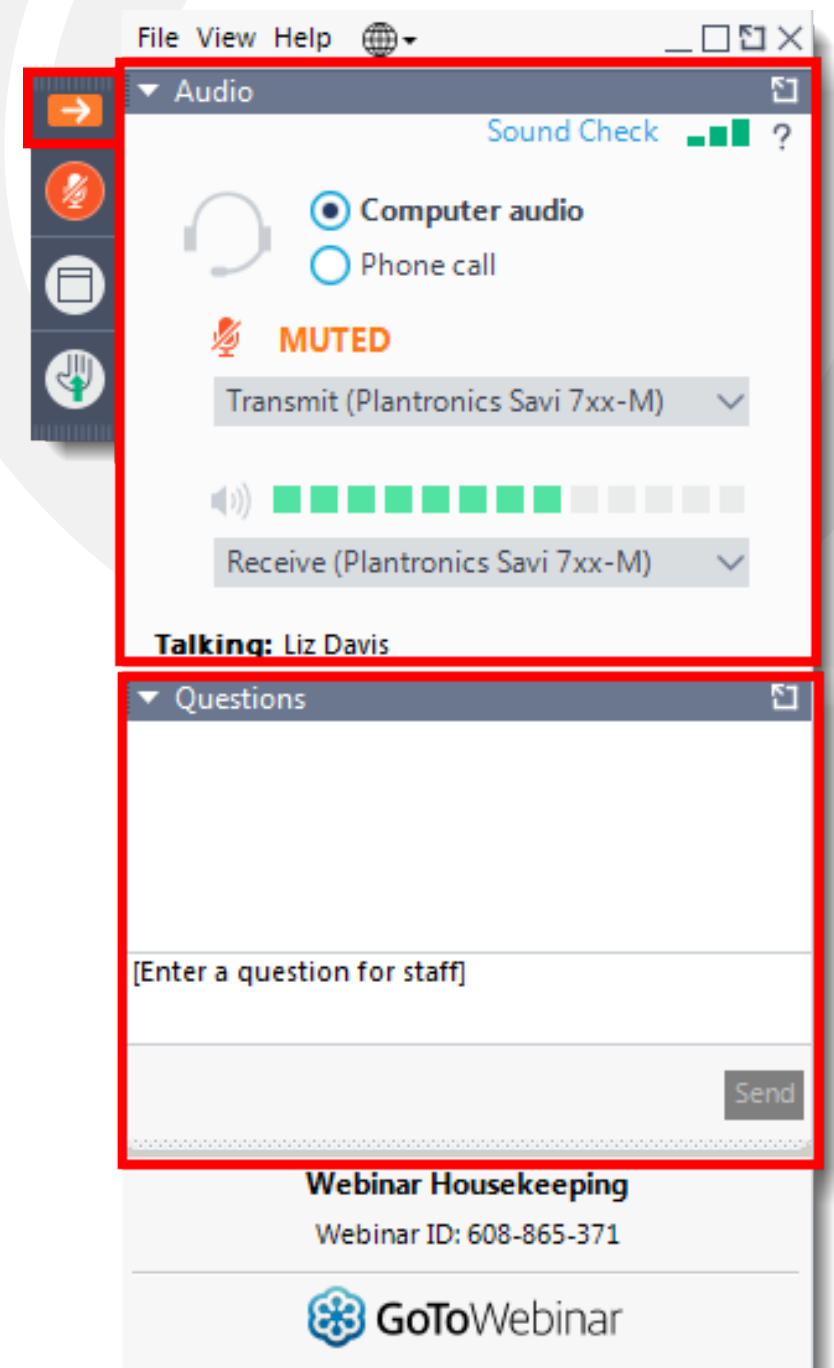 File View Help
Audio
Sound Check ?
Computer audio
Phone call
MUTED
Transmit (Plantronics Savi 7xx-M)
Receive (Plantronics Savi 7xx-M)
Talking: Liz Davis
Questions
[Enter a question for staff]
Send
Webinar Housekeeping
Webinar ID: 608-865-371
GoToWebinar